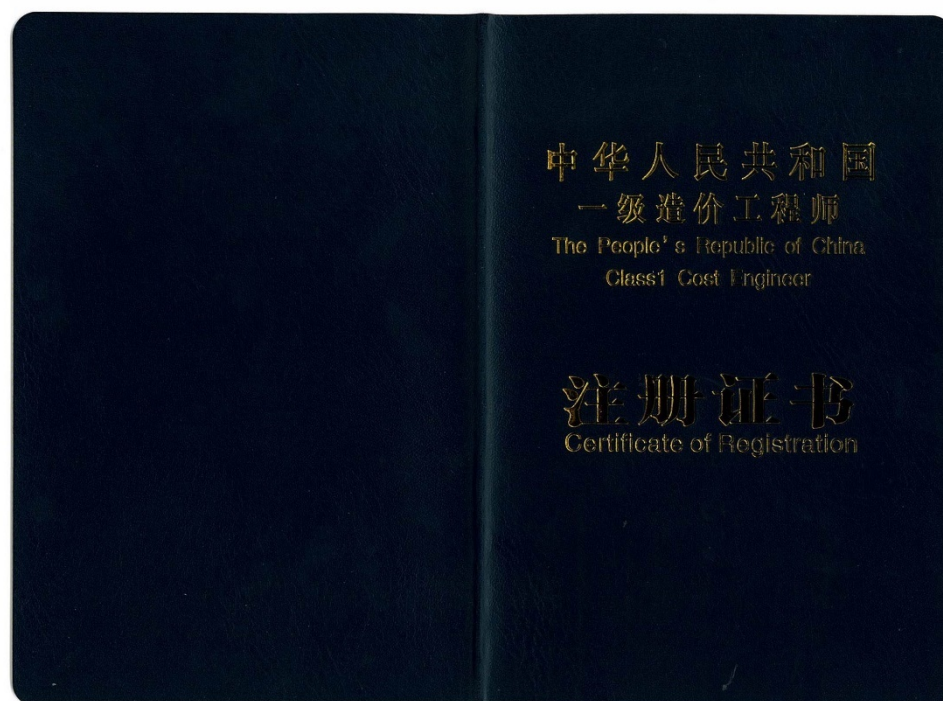 中华人民共和国
一级造价工程师
The People's Republic of China
Class1 Cost Engineer
注册证书
Certificate of Registration